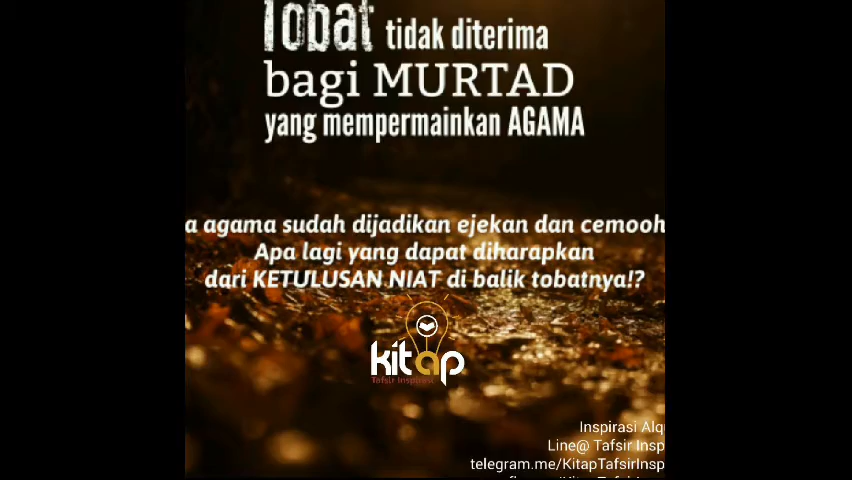 Tobat tidak diterima
bagi MURTAD
yang mempermainkan AGAMA
a agama sudah dijadikan ejekan dan cemooh
Apa lagi yang dapat diharapkan
dari KETULUSAN NIAT di balik tobatnya!?
kitap
Tafsir Inspirasi
Inspirasi Alqu
Line@ Tafsir Insp
telegram.me/KitapTafsirInsp